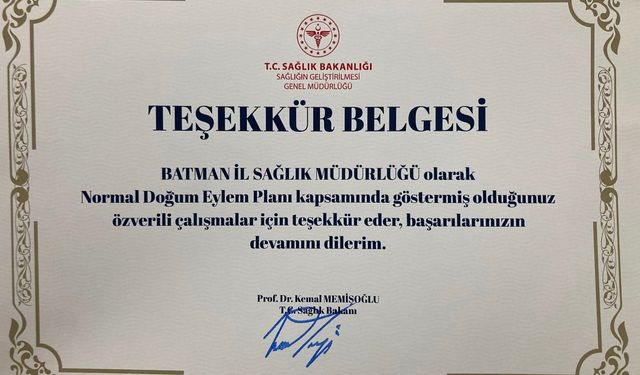 T.C. SAĞLIK BAKANLIĞI
SAĞLIĞIN GELİŞTİRİLMESİ
GENEL MÜDÜRLÜĞÜ
TEŞEKKÜR BELGESİ
BATMAN İL SAĞLIK MÜDÜRLÜĞÜ olarak
Normal Doğum Eylem Planı kapsamında göstermiş olduğunuz
özverili çalışmalar için teşekkür eder, başarılarınızın
devamını dilerim.
Prof. Dr. Kemal MEMİŞOĞLU
T.C. Sağlık Bakanı